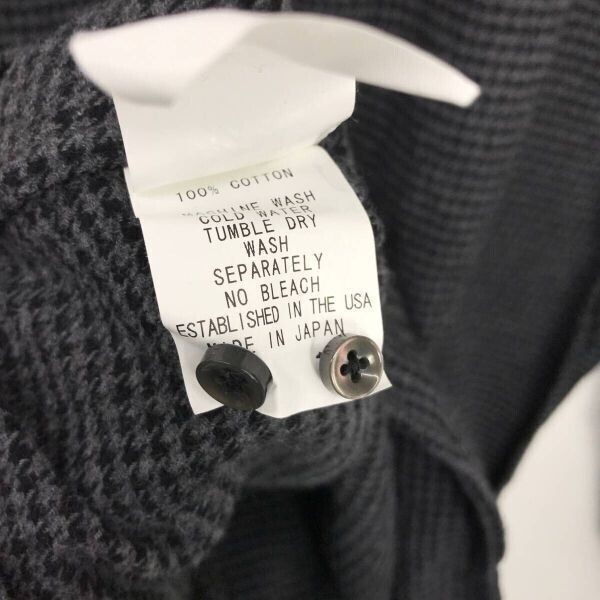 100% COTTON
MACHINE WASH
COLD WATER
TUMBLE DRY
WASH
SEPARATELY
NO BLEACH
ESTABLISHED IN THE USA
MADE IN JAPAN